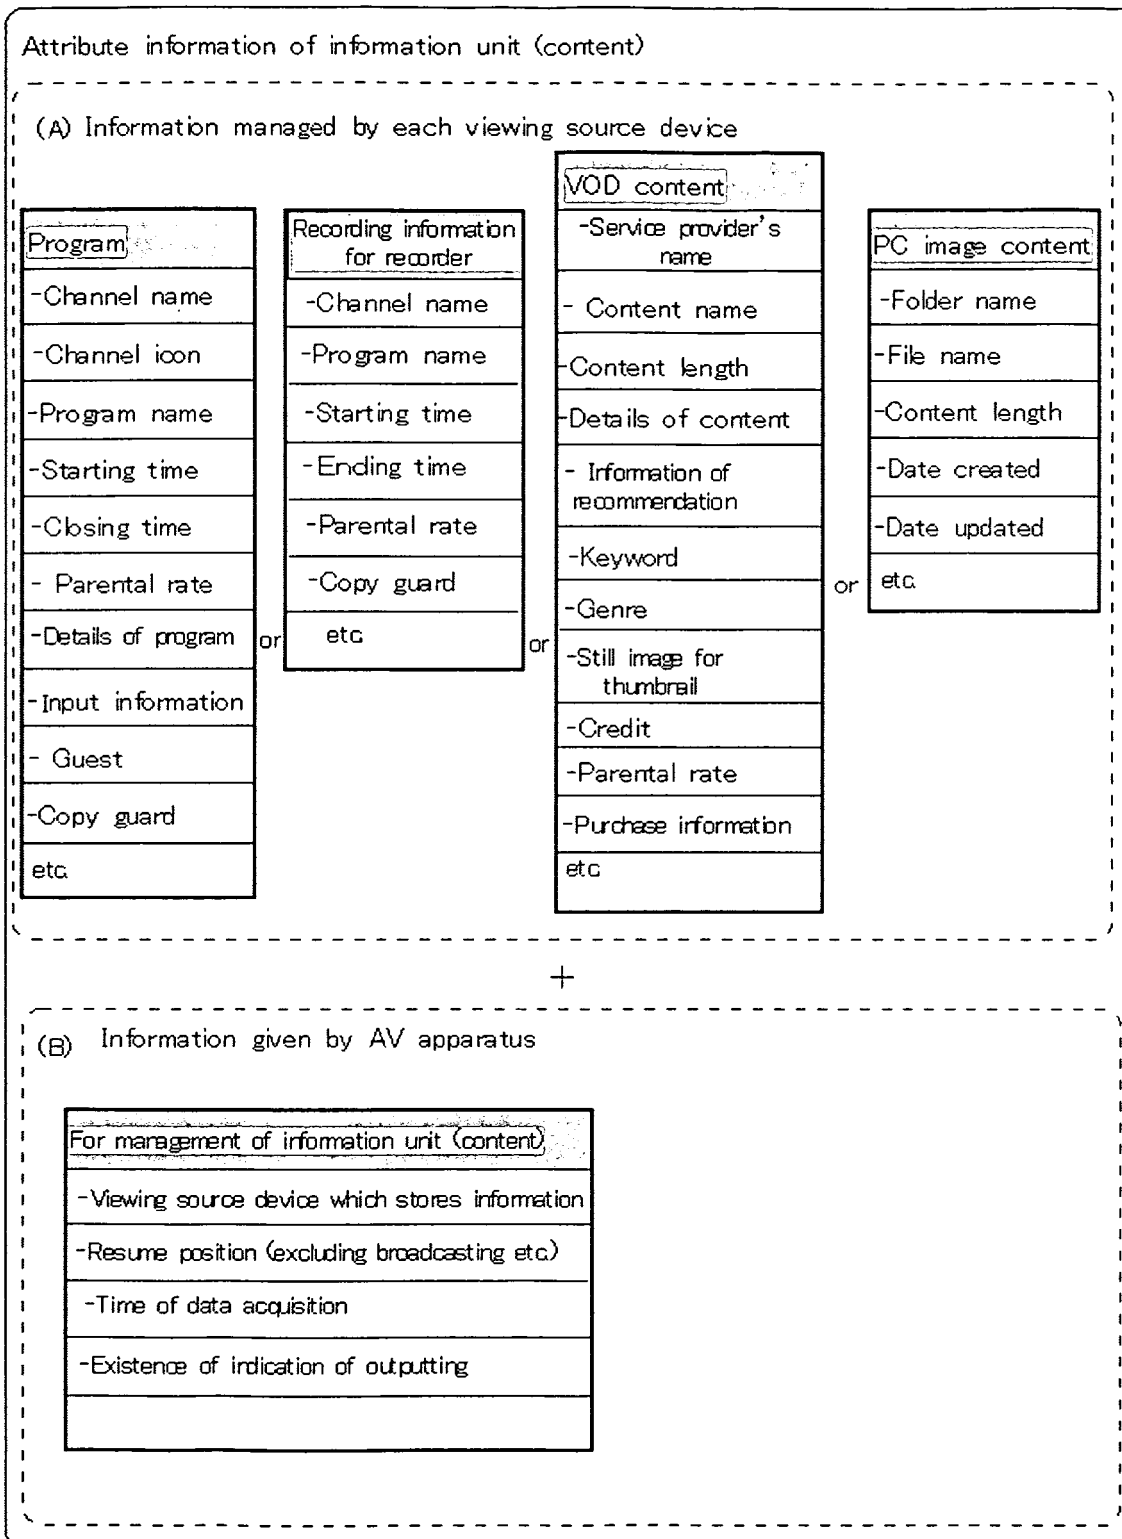 Attribute information of information unit (content)
(A) Information managed by each viewing source device
Program
-Channel name
-Channel icon
-Program name
-Starting time
-Closing time
- Parental rate
-Details of program
-Input information
- Guest
-Copy guard
etc.
or
Recording information
for recorder
-Channel name
-Program name
-Starting time
-Ending time
-Parental rate
-Copy guard
etc.
or
VOD content
-Service provider's
name
- Content name
-Content length
-Details of content
- Information of
recommendation
-Keyword
-Genre
-Still image for
thumbrail
-Credit
-Parental rate
-Purchase information
etc.
or
PC image content
-Folder name
-File name
-Content length
-Date created
-Date updated
etc.
+
(B) Information given by AV apparatus
For management of information unit (content)
-Viewing source device which stores information
-Resume position (excluding broadcasting etc.)
-Time of data acquisition
-Existence of indication of outputting